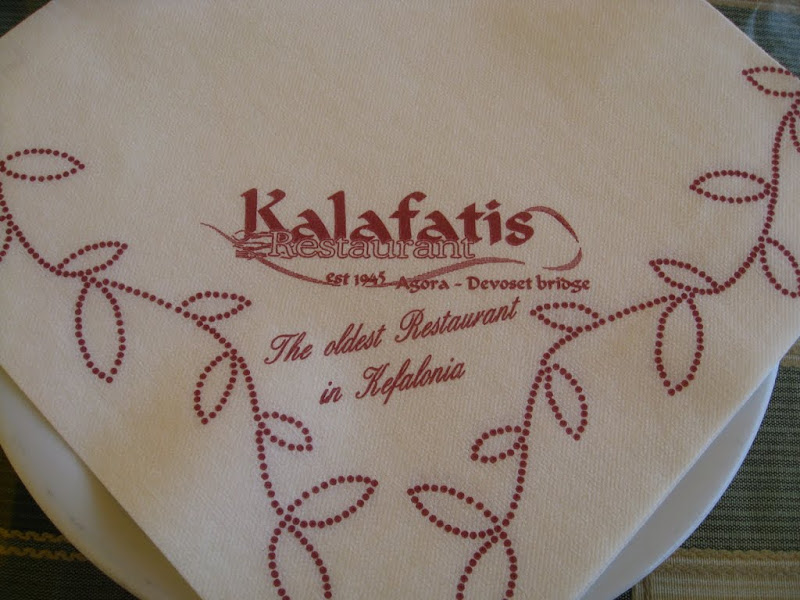 Kalafatis
Restaurant
est 1945 Agora - Devoset bridge
The oldest Restaurant
in Kefalonia